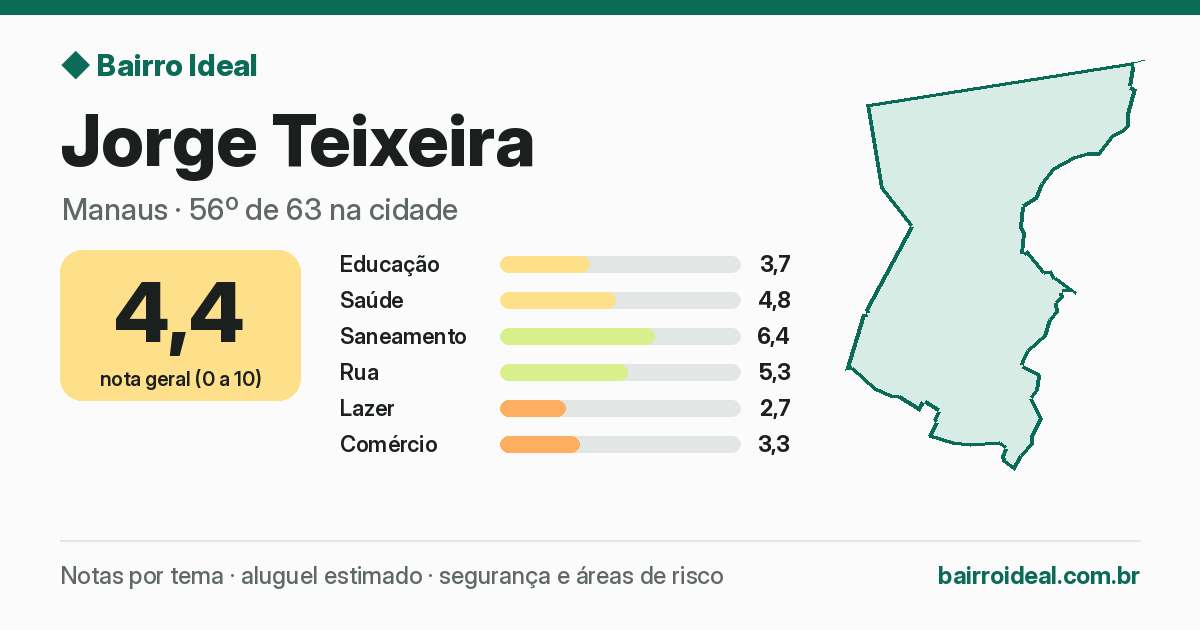 Bairro Ideal
Jorge Teixeira
Manaus · 56º de 63 na cidade
4,4
nota geral (0 a 10)
Educação 3,7
Saúde 4,8
Saneamento 6,4
Rua 5,3
Lazer 2,7
Comércio 3,3
Notas por tema · aluguel estimado · segurança e áreas de risco
bairroideal.com.br